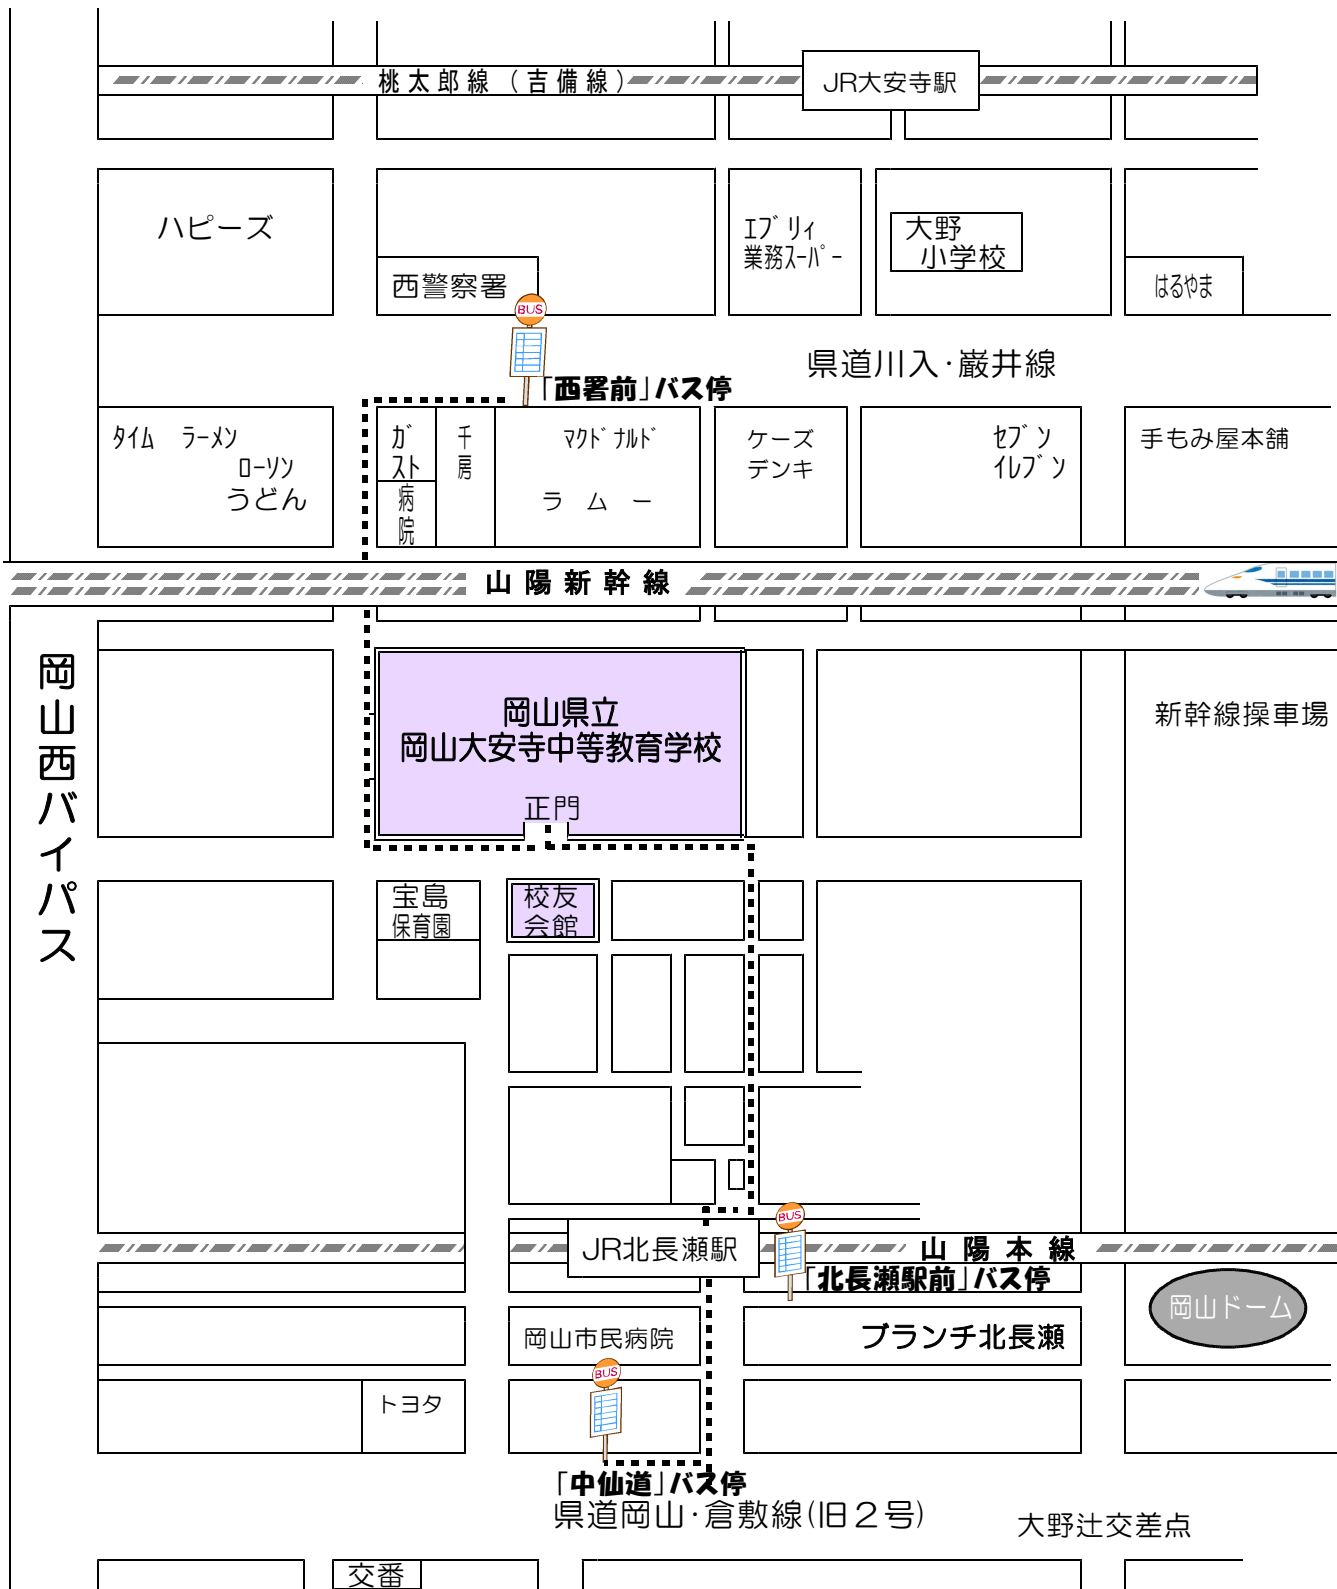 桃太郎線（吉備線）
JR大安寺駅
ハピーズ
西警察署
エブリィ
業務スーパー
大野
小学校
はるやま
BUS
県道川入・巌井線
「西署前」バス停
タイム　ラーメン
ローソン
うどん
ガスト
病院
千房
マクドナルド
ラ　ム　ー
ケーズ
デンキ
セブン
イレブン
手もみ屋本舗
山陽新幹線
岡山西バイパス
岡山県立
岡山大安寺中等教育学校
正門
新幹線操車場
宝島
保育園
校友
会館
BUS
JR北長瀬駅
山陽本線
「北長瀬駅前」バス停
岡山ドーム
岡山市民病院
ブランチ北長瀬
BUS
トヨタ
「中仙道」バス停
県道岡山・倉敷線(旧２号)
大野辻交差点
交番